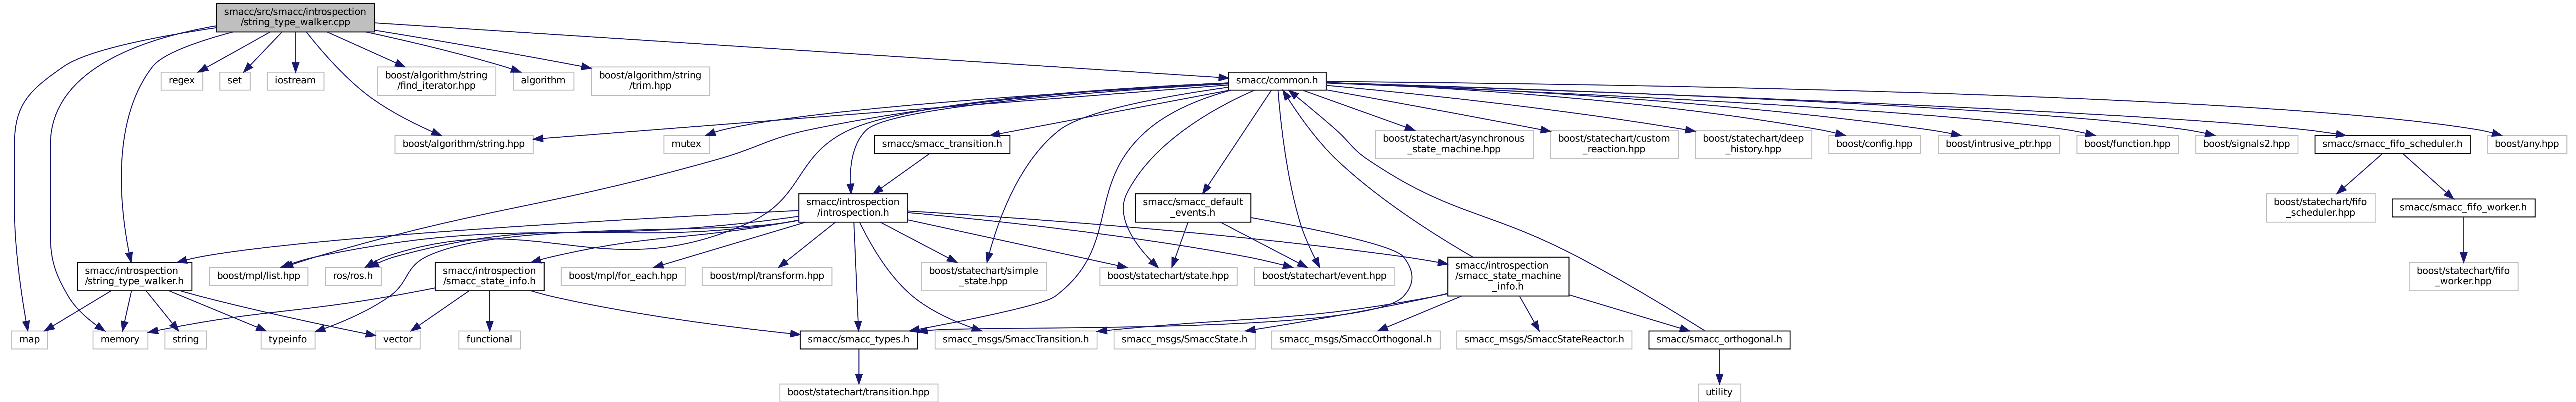 smacc/src/smacc/introspection
/string_type_walker.cpp
smacc/common.h
regex
set
iostream
boost/algorithm/string
/find_iterator.hpp
algorithm
boost/algorithm/string
/trim.hpp
boost/algorithm/string.hpp
mutex
smacc/smacc_transition.h
boost/statechart/asynchronous
_state_machine.hpp
boost/statechart/custom
_reaction.hpp
boost/statechart/deep
_history.hpp
boost/config.hpp
boost/intrusive_ptr.hpp
boost/function.hpp
boost/signals2.hpp
smacc/smacc_fifo_scheduler.h
boost/any.hpp
smacc/introspection
/introspection.h
smacc/smacc_default
_events.h
boost/statechart/fifo
_scheduler.hpp
smacc/smacc_fifo_worker.h
smacc/introspection
/string_type_walker.h
boost/mpl/list.hpp
ros/ros.h
smacc/introspection
/smacc_state_info.h
boost/mpl/for_each.hpp
boost/mpl/transform.hpp
boost/statechart/simple
_state.hpp
boost/statechart/state.hpp
boost/statechart/event.hpp
smacc/introspection
/smacc_state_machine
_info.h
boost/statechart/fifo
_worker.hpp
map
memory
string
typeinfo
vector
functional
smacc/smacc_types.h
smacc_msgs/SmaccTransition.h
smacc_msgs/SmaccState.h
smacc_msgs/SmaccOrthogonal.h
smacc_msgs/SmaccStateReactor.h
smacc/smacc_orthogonal.h
boost/statechart/transition.hpp
utility